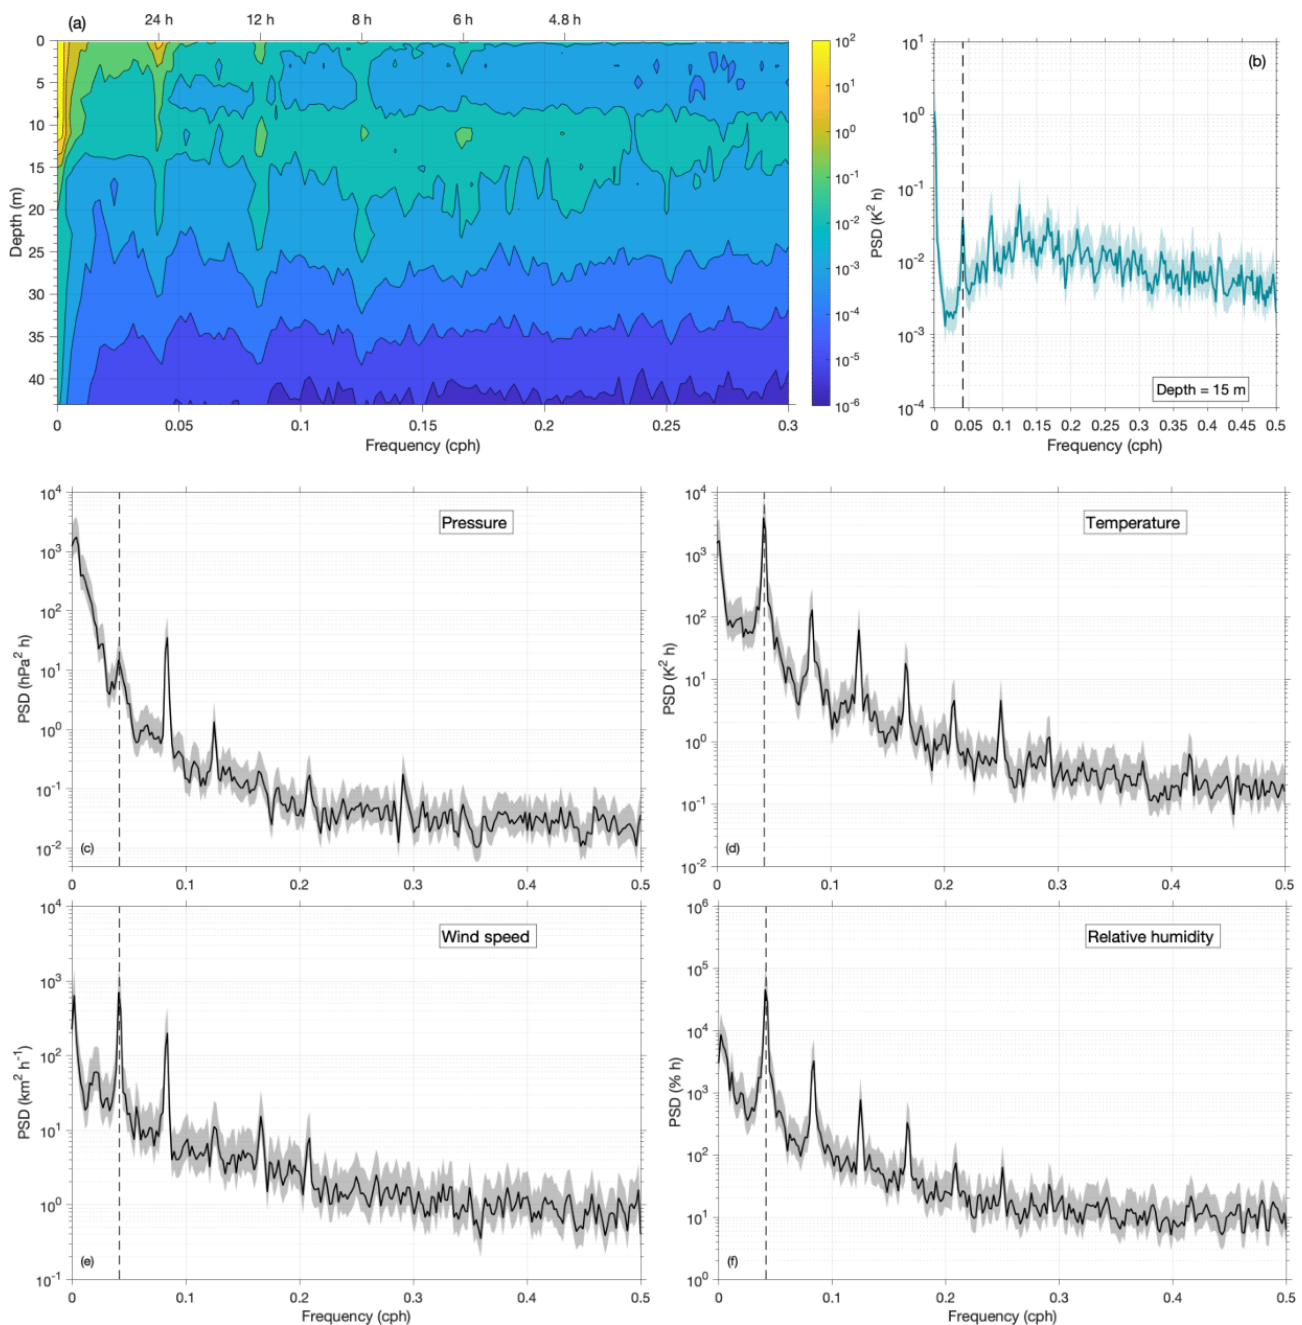 (a)
24 h 12 h 8 h 6 h 4.8 h
0
5
10
15
20
25
30
35
40
Depth (m)
0 0.05 0.1 0.15 0.2 0.25 0.3
Frequency (cph)
10^2
10^1
10^0
10^-1
10^-2
10^-3
10^-4
10^-5
10^-6
(b)
10^1
10^0
10^-1
10^-2
10^-3
10^-4
PSD (K^2 h)
Depth = 15 m
0 0.05 0.1 0.15 0.2 0.25 0.3 0.35 0.4 0.45 0.5
Frequency (cph)
Pressure
10^4
10^3
10^2
10^1
10^0
10^-1
10^-2
PSD (hPa^2 h)
(c)
0 0.1 0.2 0.3 0.4 0.5
Temperature
10^4
10^3
10^2
10^1
10^0
10^-1
10^-2
PSD (K^2 h)
(d)
0 0.1 0.2 0.3 0.4 0.5
Wind speed
10^4
10^3
10^2
10^1
10^0
10^-1
PSD (km^2 h^-1)
(e)
0 0.1 0.2 0.3 0.4 0.5
Frequency (cph)
Relative humidity
10^6
10^5
10^4
10^3
10^2
10^1
10^0
PSD (% h)
(f)
0 0.1 0.2 0.3 0.4 0.5
Frequency (cph)